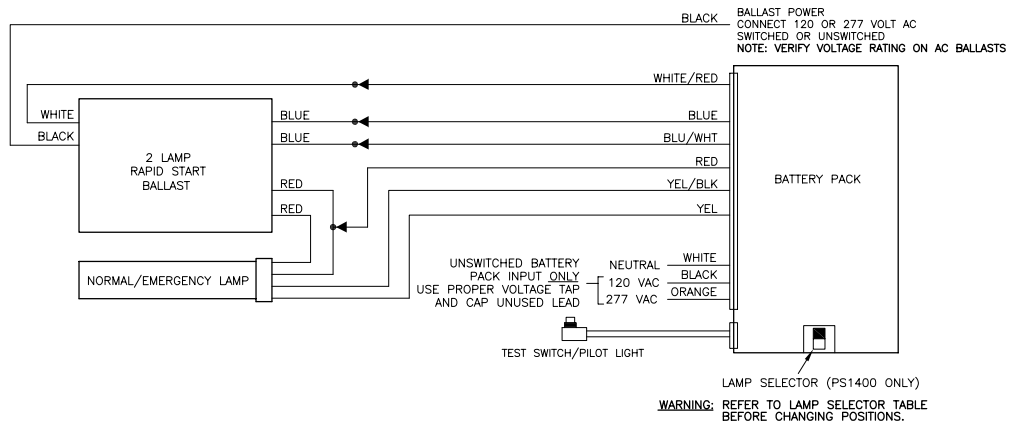 BLACK
BALLAST POWER
CONNECT 120 OR 277 VOLT AC
SWITCHED OR UNSWITCHED
NOTE: VERIFY VOLTAGE RATING ON AC BALLASTS
WHITE/RED
WHITE
BLUE
BLUE
BLACK
BLUE
BLU/WHT
2 LAMP
RAPID START
BALLAST
RED
BATTERY PACK
RED
YEL/BLK
RED
YEL
NORMAL/EMERGENCY LAMP
UNSWITCHED BATTERY
PACK INPUT ONLY
USE PROPER VOLTAGE TAP
AND CAP UNUSED LEAD
NEUTRAL
WHITE
120 VAC
BLACK
277 VAC
ORANGE
TEST SWITCH/PILOT LIGHT
LAMP SELECTOR (PS1400 ONLY)
WARNING: REFER TO LAMP SELECTOR TABLE
BEFORE CHANGING POSITIONS.